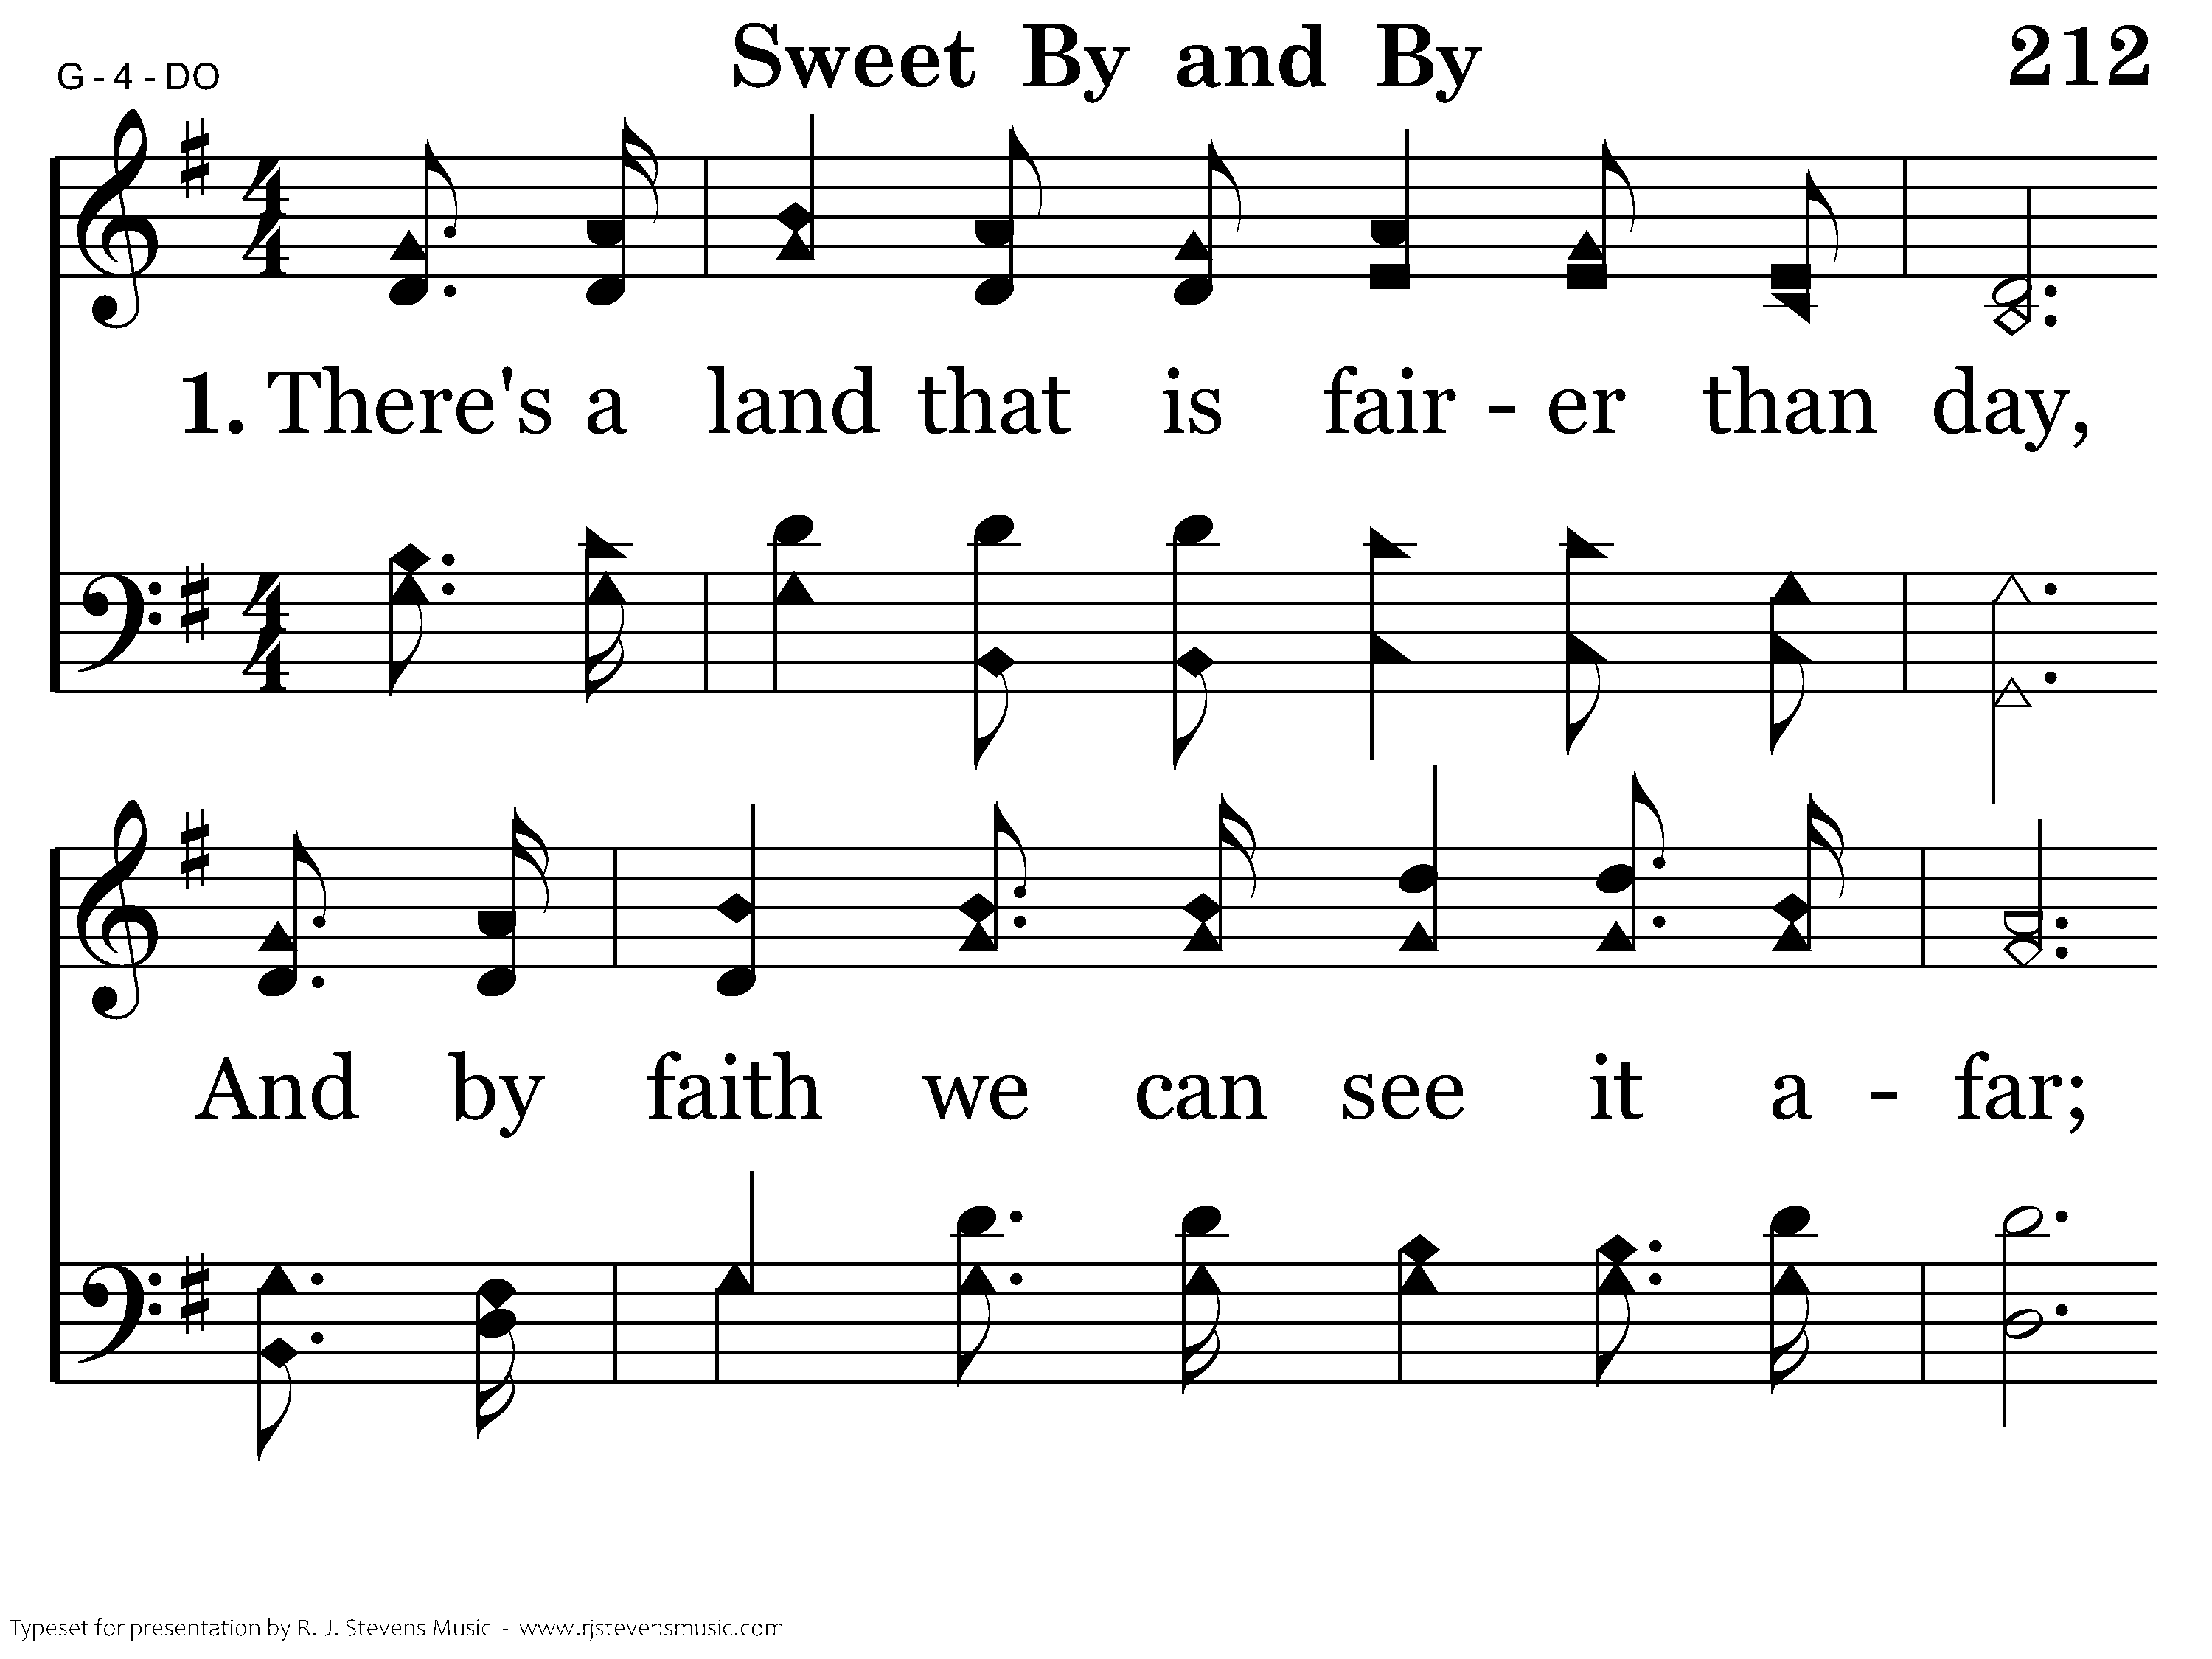 G - 4 - DO
Sweet By and By
212
1. There's a land that is fair - er than day,
And by faith we can see it a - far;
Typeset for presentation by R. J. Stevens Music - www.rjstevensmusic.com